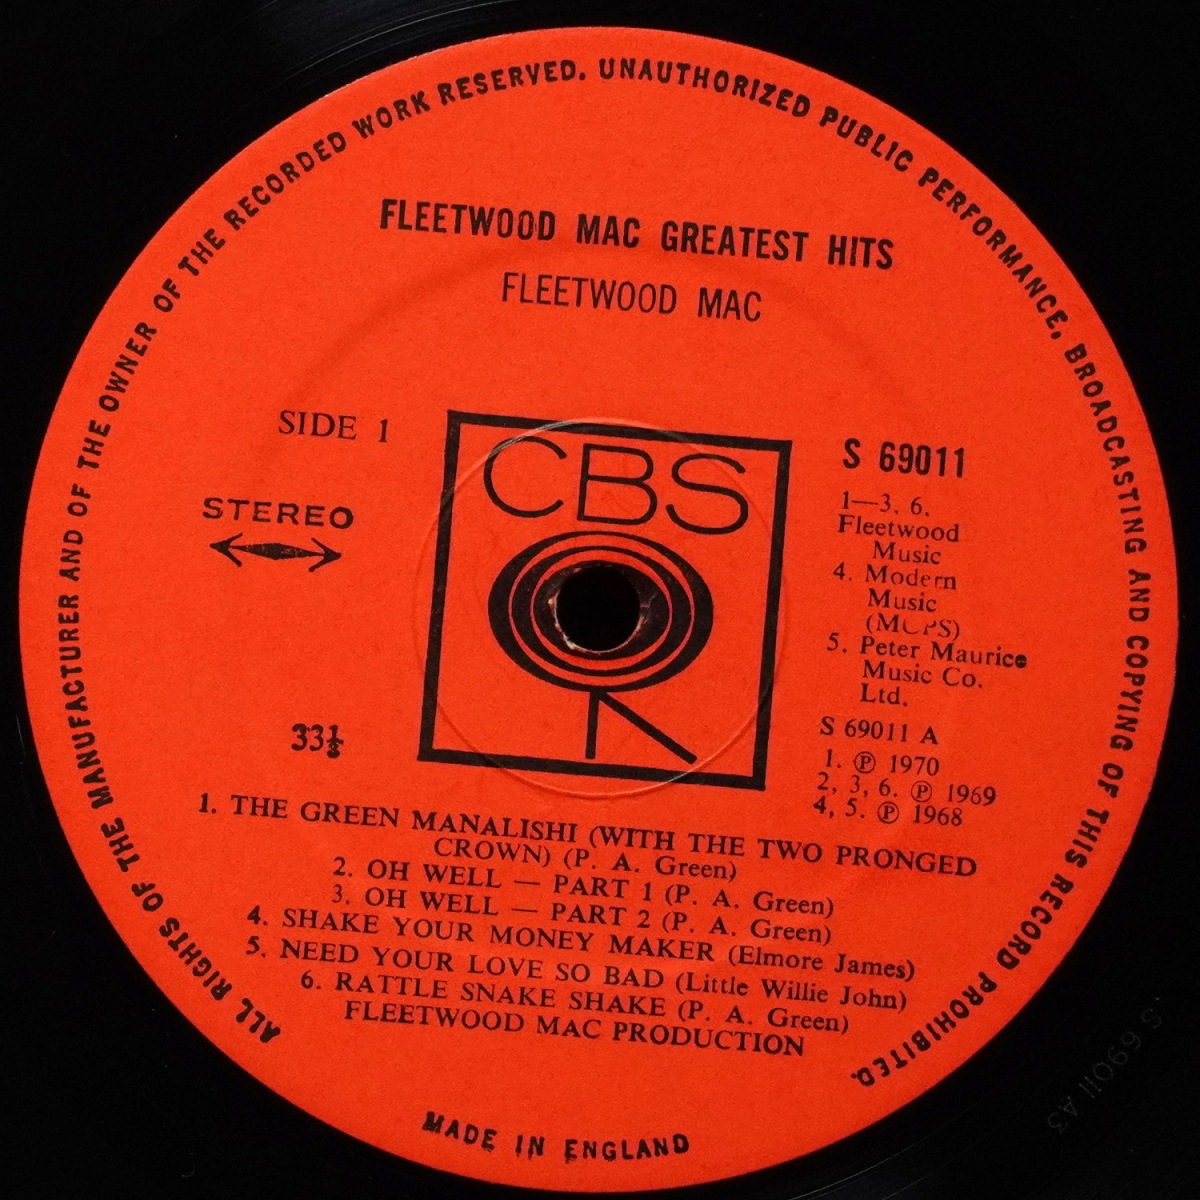 ALL RIGHTS OF THE MANUFACTURER AND OF THE OWNER OF THE RECORDED WORK RESERVED. UNAUTHORIZED PUBLIC PERFORMANCE, BROADCASTING AND COPYING OF THIS RECORD PROHIBITED.
FLEETWOOD MAC GREATEST HITS
FLEETWOOD MAC
SIDE 1
STEREO
33⅓
CBS
S 69011
1—3, 6.
Fleetwood
Music
4. Modern
Music
(MCPS)
5. Peter Maurice
Music Co.
Ltd.
S 69011 A
1. ℗ 1970
2, 3, 6. ℗ 1969
4, 5. ℗ 1968
1. THE GREEN MANALISHI (WITH THE TWO PRONGED
CROWN) (P. A. Green)
2. OH WELL — PART 1 (P. A. Green)
3. OH WELL — PART 2 (P. A. Green)
4. SHAKE YOUR MONEY MAKER (Elmore James)
5. NEED YOUR LOVE SO BAD (Little Willie John)
6. RATTLE SNAKE SHAKE (P. A. Green)
FLEETWOOD MAC PRODUCTION
MADE IN ENGLAND
S 69011 A3